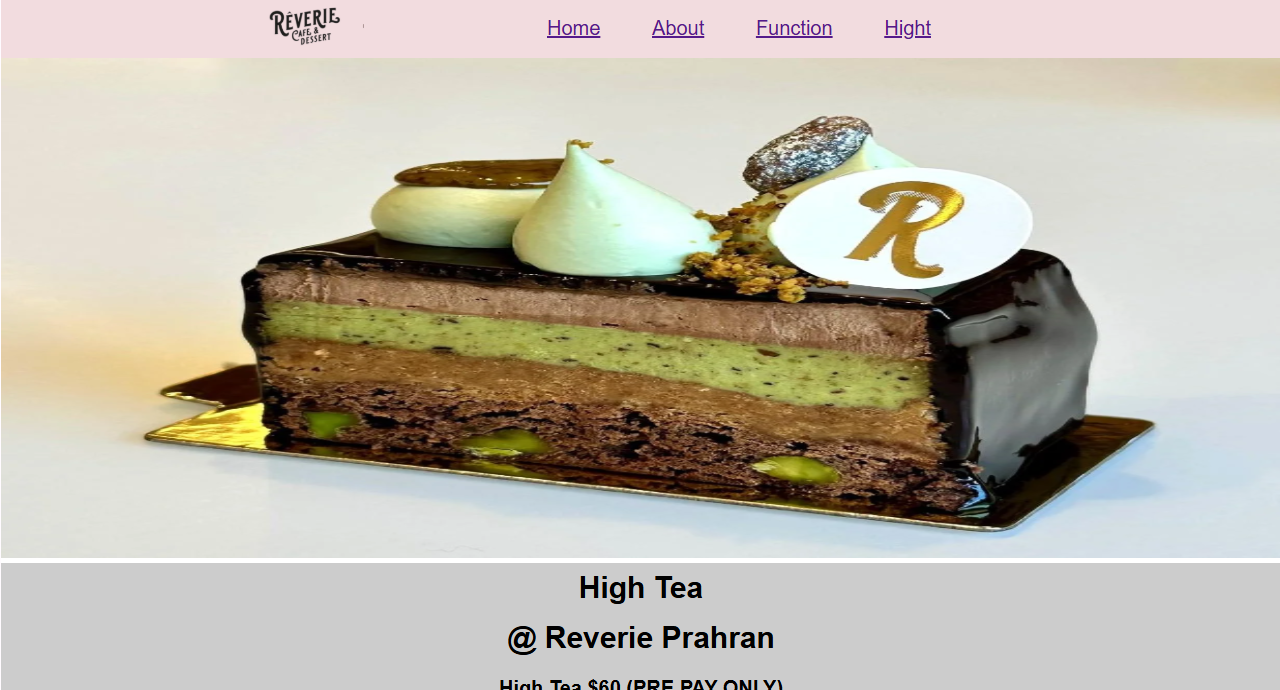 RÊVERIE
CAFE &
DESSERT
Home About Function Hight
R
High Tea
@ Reverie Prahran
High Tea $60 (PRE PAY ONLY)